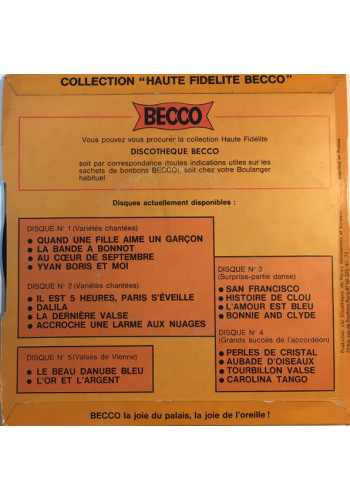 COLLECTION "HAUTE FIDELITE BECCO"
BECCO
Vous pouvez vous procurer la collection Haute Fidélité
DISCOTHEQUE BECCO
soit par correspondance (toutes indications utiles sur les
sachets de bonbons BECCO), soit chez votre Boulanger
habituel
Disques actuellement disponibles :
DISQUE N° 1 (Variétés chantées)
● QUAND UNE FILLE AIME UN GARÇON
● LA BANDE A BONNOT
● AU CŒUR DE SEPTEMBRE
● YVAN BORIS ET MOI
DISQUE N° 2 (Variétés chantées)
● IL EST 5 HEURES, PARIS S'ÉVEILLE
● DALILA
● LA DERNIÈRE VALSE
● ACCROCHE UNE LARME AUX NUAGES
DISQUE N° 5 (Valses de Vienne)
● LE BEAU DANUBE BLEU
● L'OR ET L'ARGENT
DISQUE N° 3
(Surprise-partie danse)
● SAN FRANCISCO
● HISTOIRE DE CLOU
● L'AMOUR EST BLEU
● BONNIE AND CLYDE
DISQUE N° 4
(Grands succès de l'accordéon)
● PERLES DE CRISTAL
● AUBADE D'OISEAUX
● TOURBILLON VALSE
● CAROLINA TANGO
BECCO la joie du palais, la joie de l'oreille !